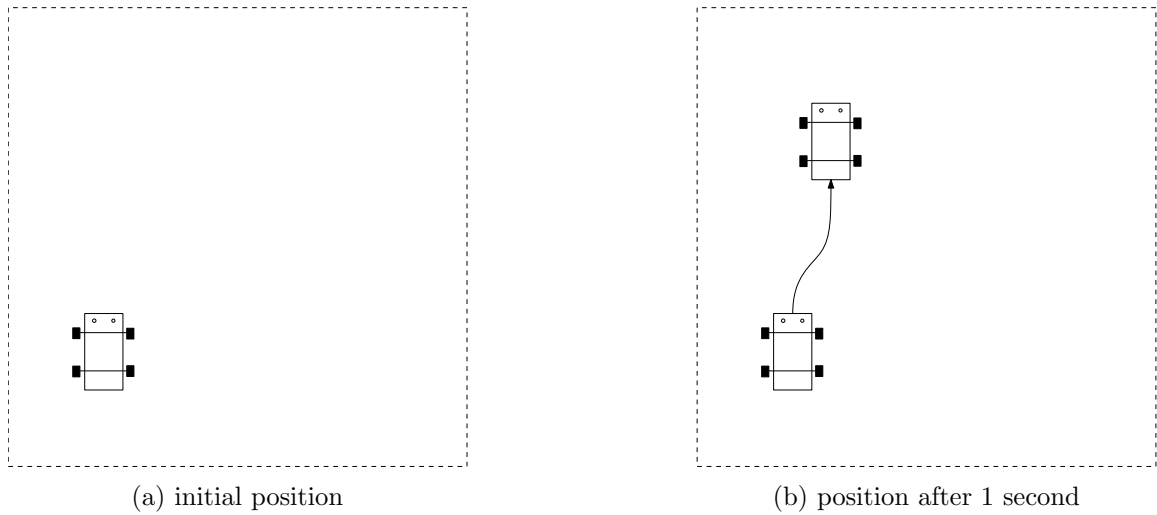 (a) initial position
(b) position after 1 second